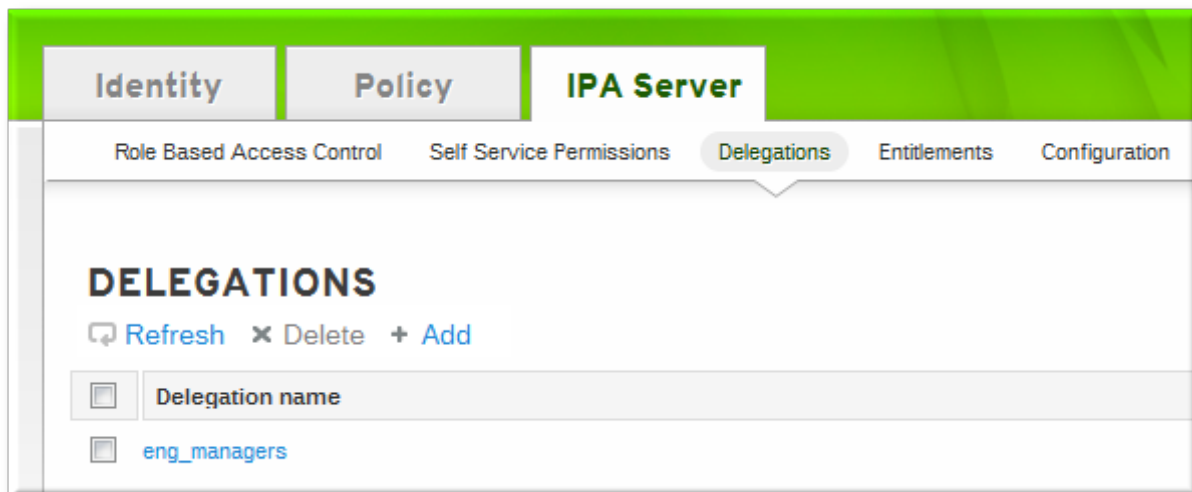 Identity Policy IPA Server
Role Based Access Control Self Service Permissions Delegations Entitlements Configuration
DELEGATIONS
Refresh Delete + Add
Delegation name
eng_managers